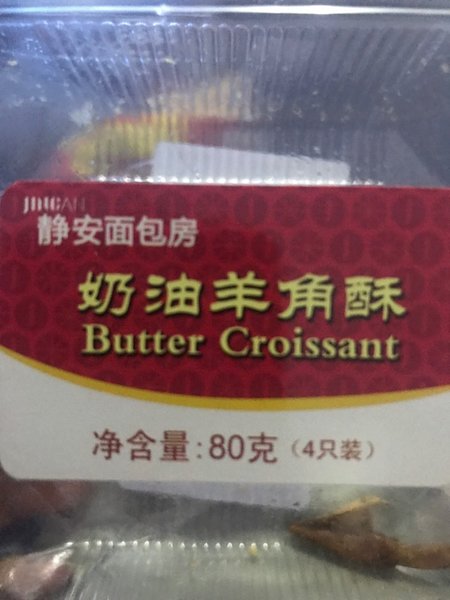 JINGAN
静安面包房
奶油羊角酥
Butter Croissant
净含量:80克（4只装）